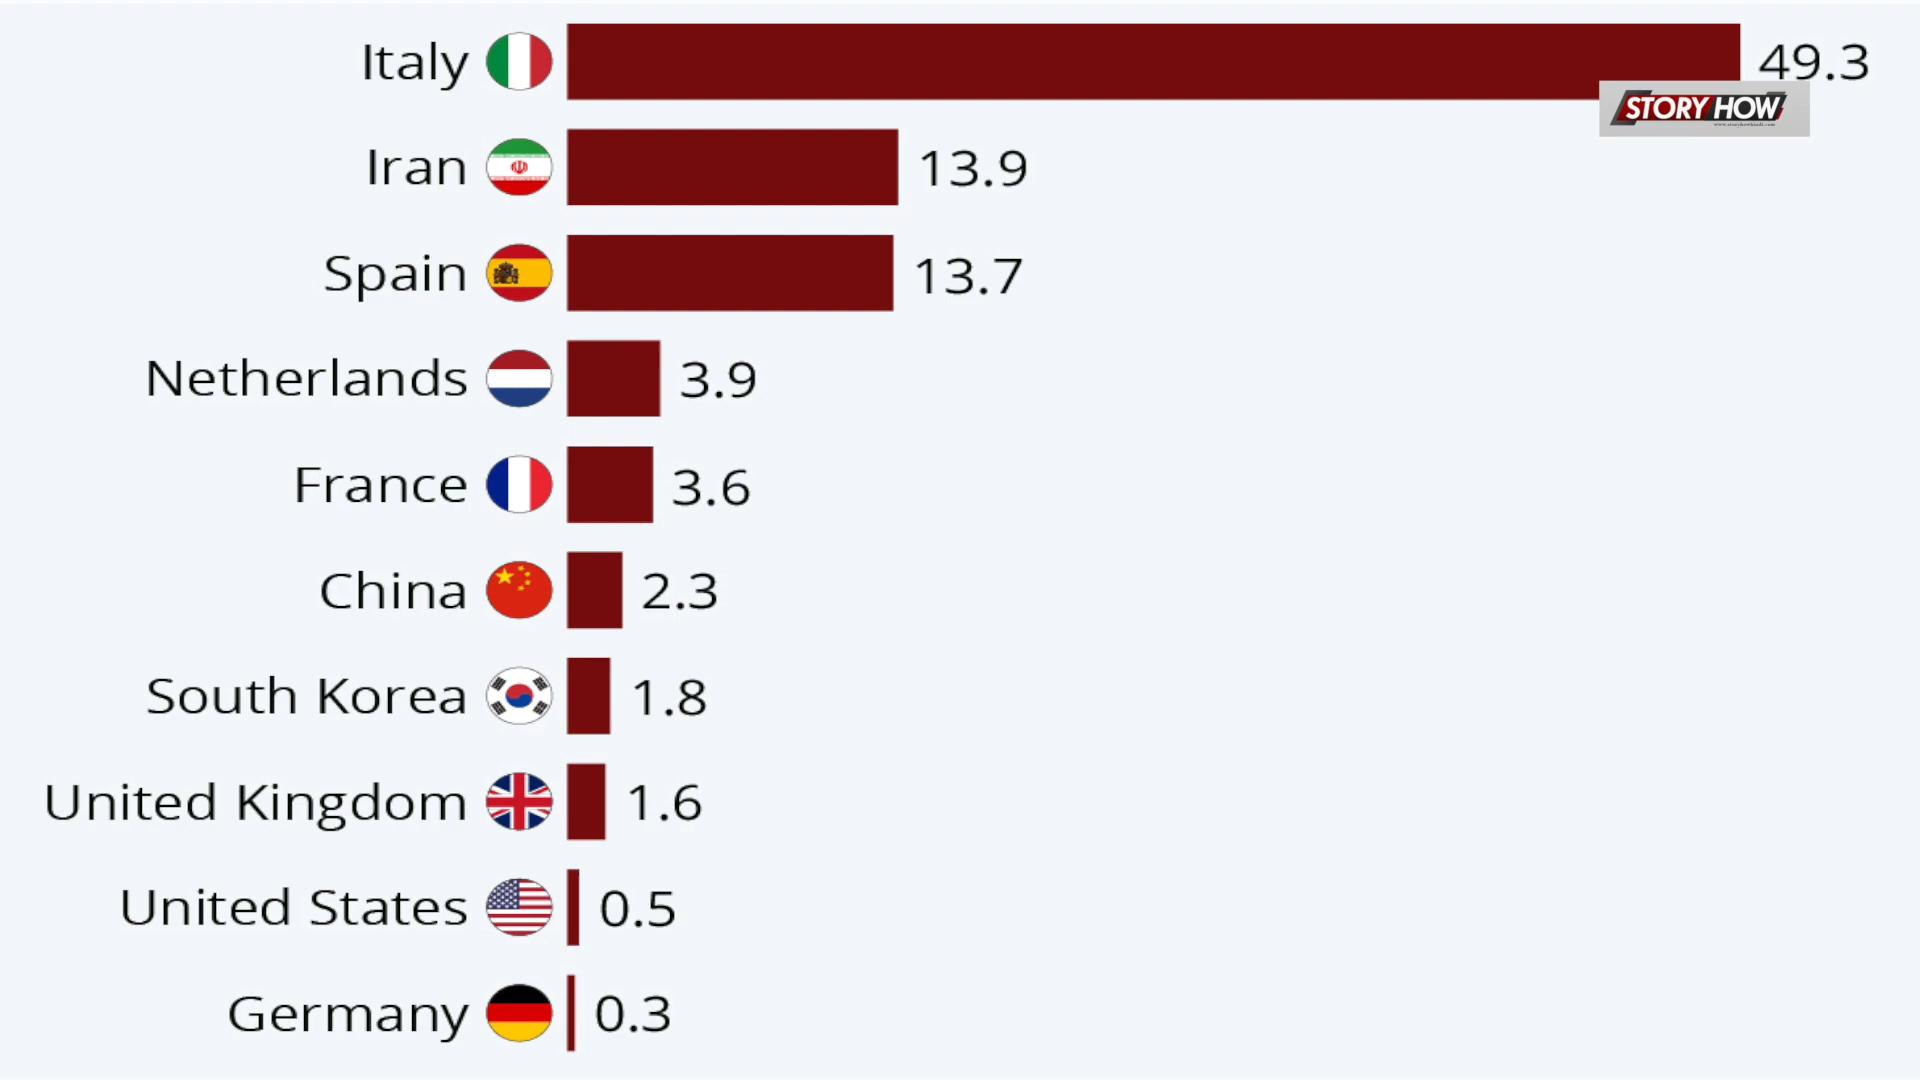 Italy 49.3
STORY HOW
Iran 13.9
Spain 13.7
Netherlands 3.9
France 3.6
China 2.3
South Korea 1.8
United Kingdom 1.6
United States 0.5
Germany 0.3